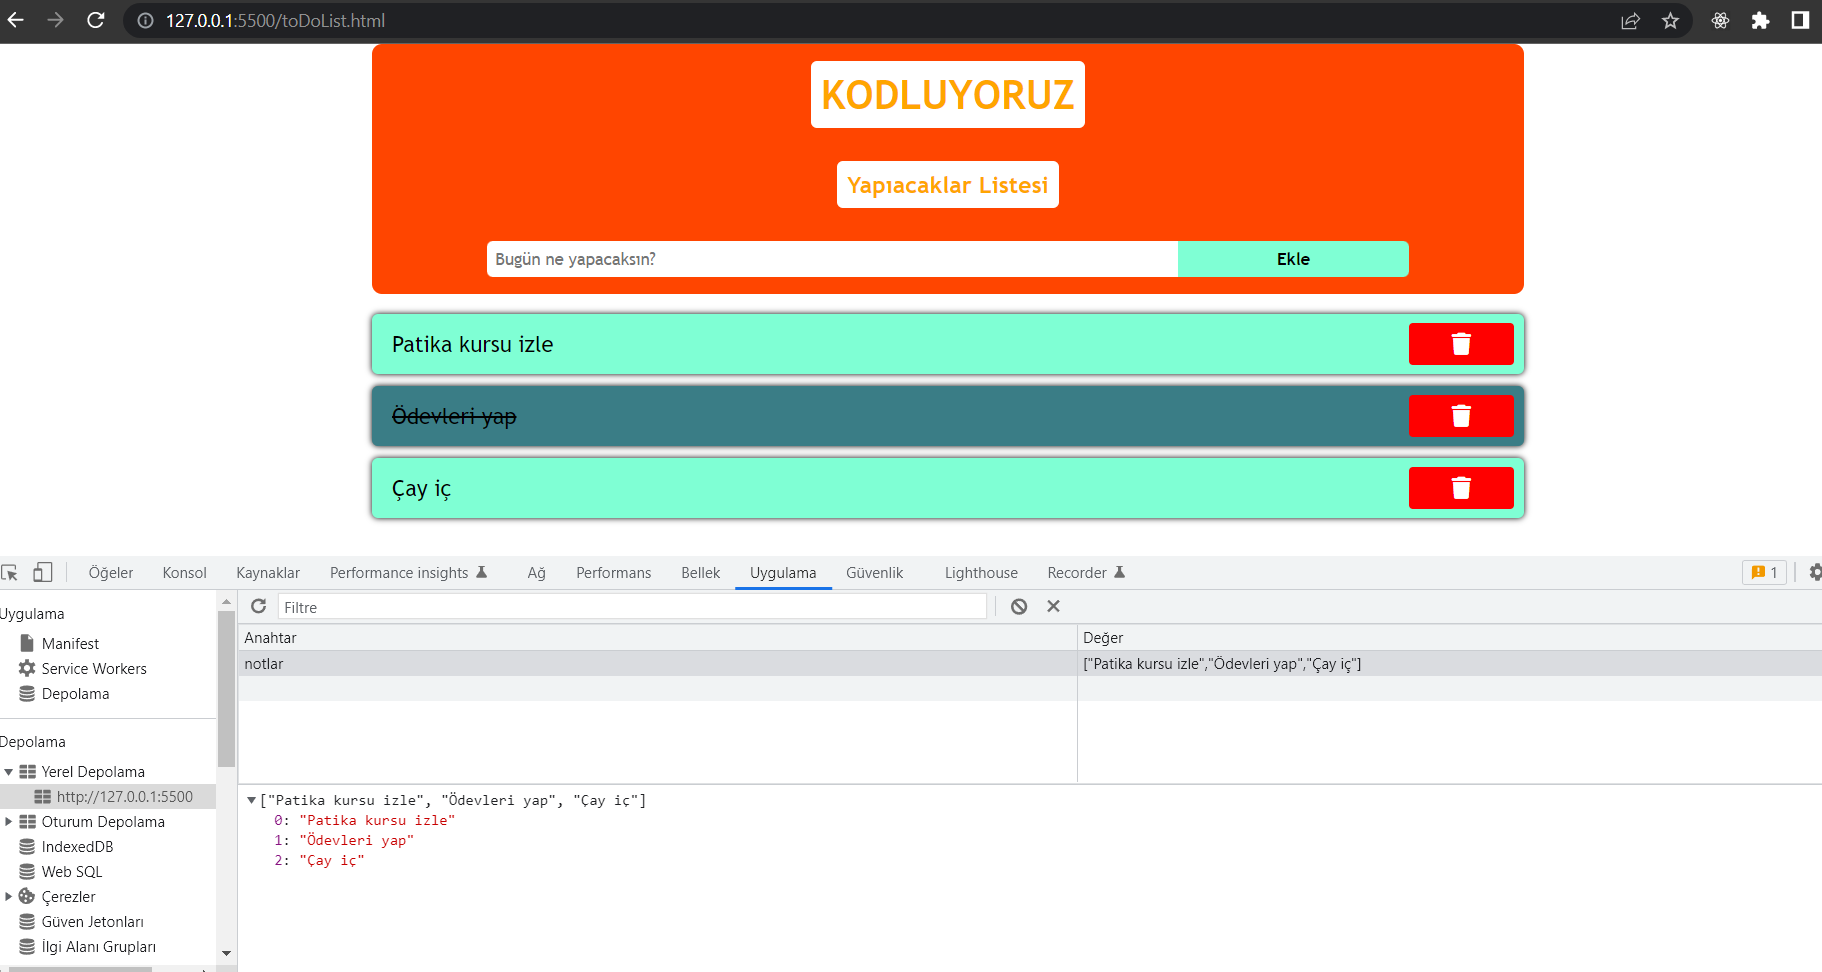 127.0.0.1:5500/toDoList.html
KODLUYORUZ
Yapıacaklar Listesi
Bugün ne yapacaksın? Ekle
Patika kursu izle
Ödevleri yap
Çay iç
Öğeler Konsol Kaynaklar Performance insights Ağ Performans Bellek Uygulama Güvenlik Lighthouse Recorder 1
Uygulama
Manifest
Service Workers
Depolama
Depolama
Yerel Depolama
http://127.0.0.1:5500
Oturum Depolama
IndexedDB
Web SQL
Çerezler
Güven Jetonları
İlgi Alanı Grupları
Filtre
Anahtar Değer
notlar ["Patika kursu izle","Ödevleri yap","Çay iç"]
["Patika kursu izle", "Ödevleri yap", "Çay iç"]
0: "Patika kursu izle"
1: "Ödevleri yap"
2: "Çay iç"